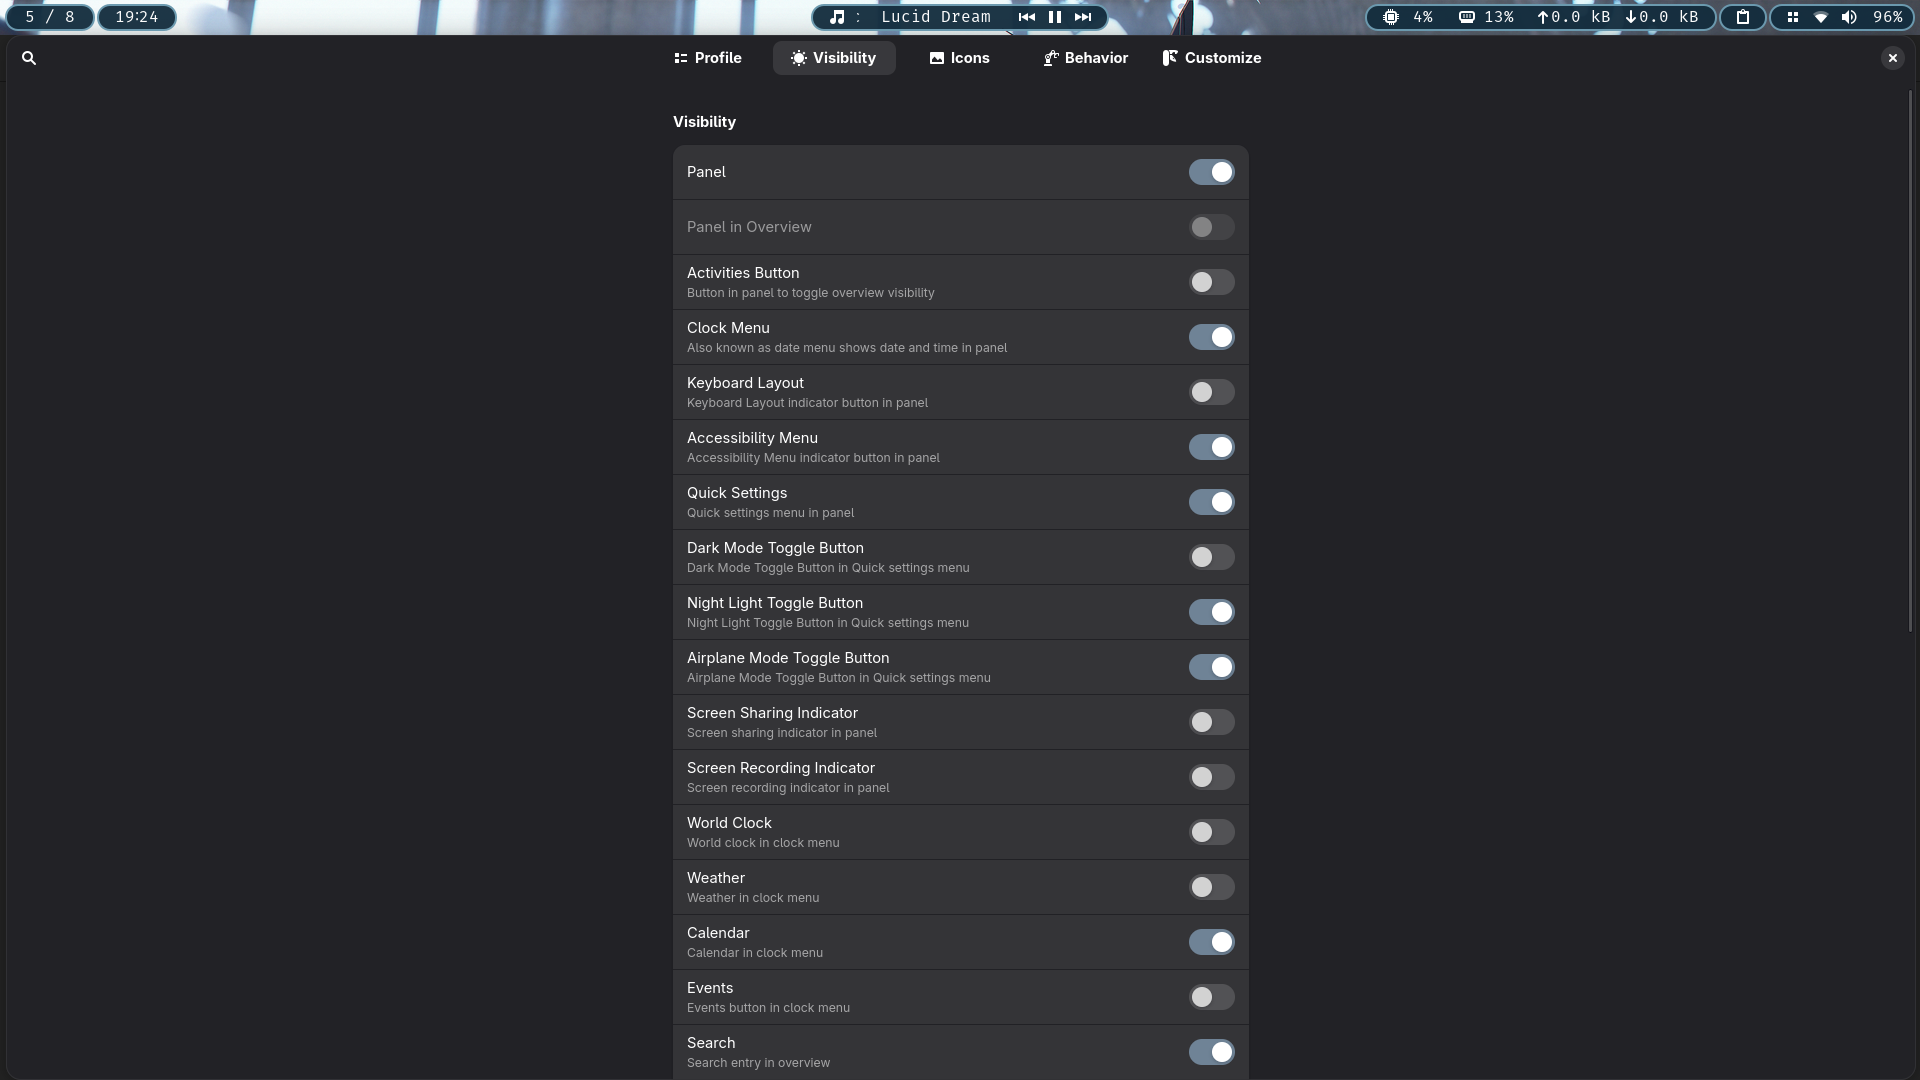 5 / 8
19:24
: Lucid Dream
4%
13%
0.0 kB
0.0 kB
96%
Profile
Visibility
Icons
Behavior
Customize
Visibility
Panel
Panel in Overview
Activities Button
Button in panel to toggle overview visibility
Clock Menu
Also known as date menu shows date and time in panel
Keyboard Layout
Keyboard Layout indicator button in panel
Accessibility Menu
Accessibility Menu indicator button in panel
Quick Settings
Quick settings menu in panel
Dark Mode Toggle Button
Dark Mode Toggle Button in Quick settings menu
Night Light Toggle Button
Night Light Toggle Button in Quick settings menu
Airplane Mode Toggle Button
Airplane Mode Toggle Button in Quick settings menu
Screen Sharing Indicator
Screen sharing indicator in panel
Screen Recording Indicator
Screen recording indicator in panel
World Clock
World clock in clock menu
Weather
Weather in clock menu
Calendar
Calendar in clock menu
Events
Events button in clock menu
Search
Search entry in overview